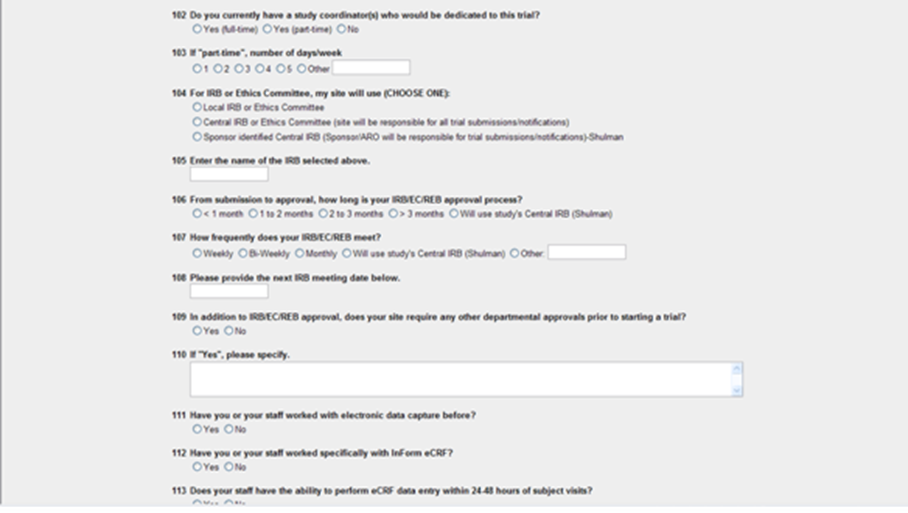 102 Do you currently have a study coordinator(s) who would be dedicated to this trial?
Yes (full-time) Yes (part-time) No
103 If "part-time", number of days/week
1 2 3 4 5 Other
104 For IRB or Ethics Committee, my site will use (CHOOSE ONE):
Local IRB or Ethics Committee
Central IRB or Ethics Committee (site will be responsible for all trial submissions/notifications)
Sponsor identified Central IRB (Sponsor/ARO will be responsible for trial submissions/notifications)-Shulman
105 Enter the name of the IRB selected above.
106 From submission to approval, how long is your IRB/EC/REB approval process?
< 1 month 1 to 2 months 2 to 3 months > 3 months Will use study's Central IRB (Shulman)
107 How frequently does your IRB/EC/REB meet?
Weekly Bi-Weekly Monthly Will use study's Central IRB (Shulman) Other:
108 Please provide the next IRB meeting date below.
109 In addition to IRB/EC/REB approval, does your site require any other departmental approvals prior to starting a trial?
Yes No
110 If "Yes", please specify.
111 Have you or your staff worked with electronic data capture before?
Yes No
112 Have you or your staff worked specifically with InForm eCRF?
Yes No
113 Does your staff have the ability to perform eCRF data entry within 24-48 hours of subject visits?